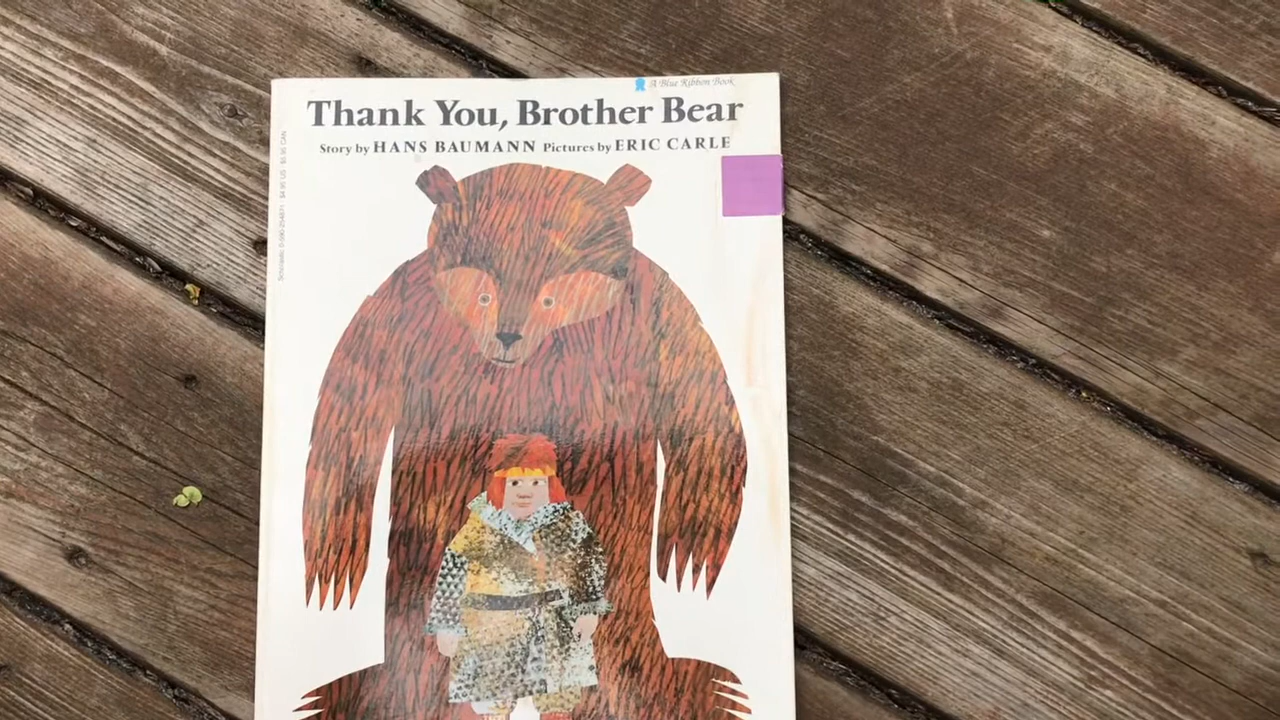 A Blue Ribbon Book
Thank You, Brother Bear
Story by HANS BAUMANN Pictures by ERIC CARLE